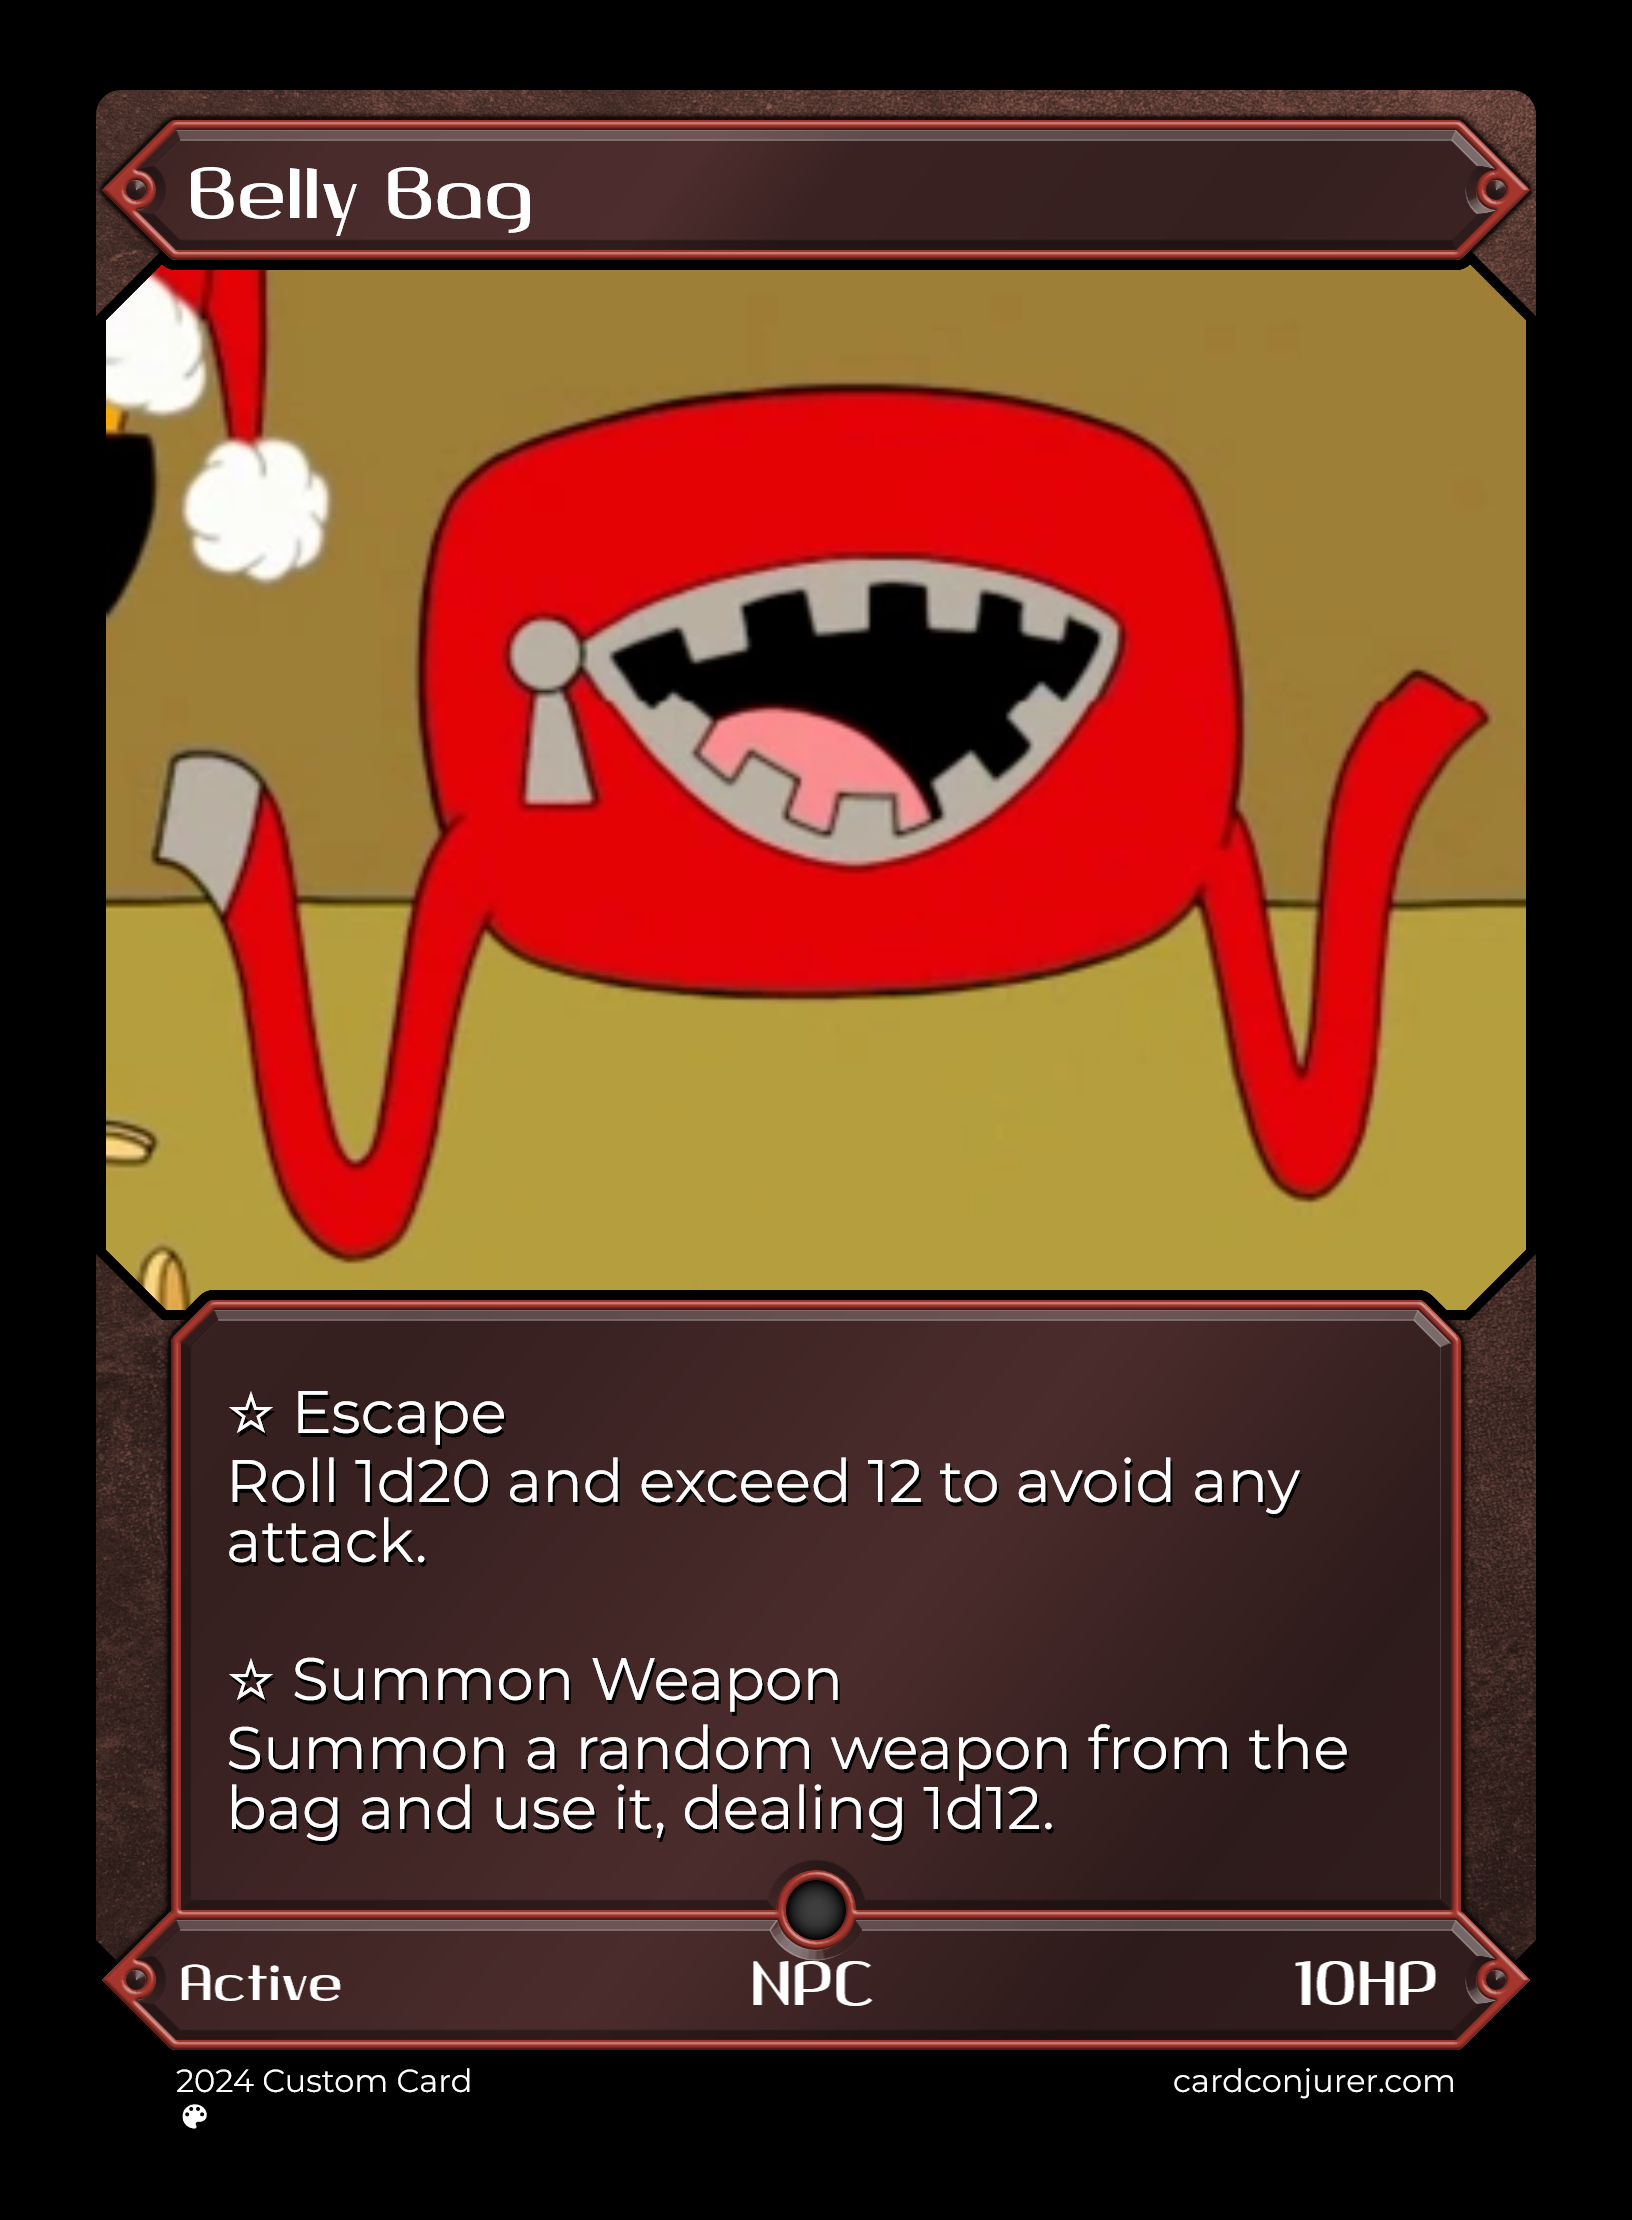 Belly Bag
☆ Escape
Roll 1d20 and exceed 12 to avoid any
attack.
☆ Summon Weapon
Summon a random weapon from the
bag and use it, dealing 1d12.
Active NPC 10HP
2024 Custom Card cardconjurer.com